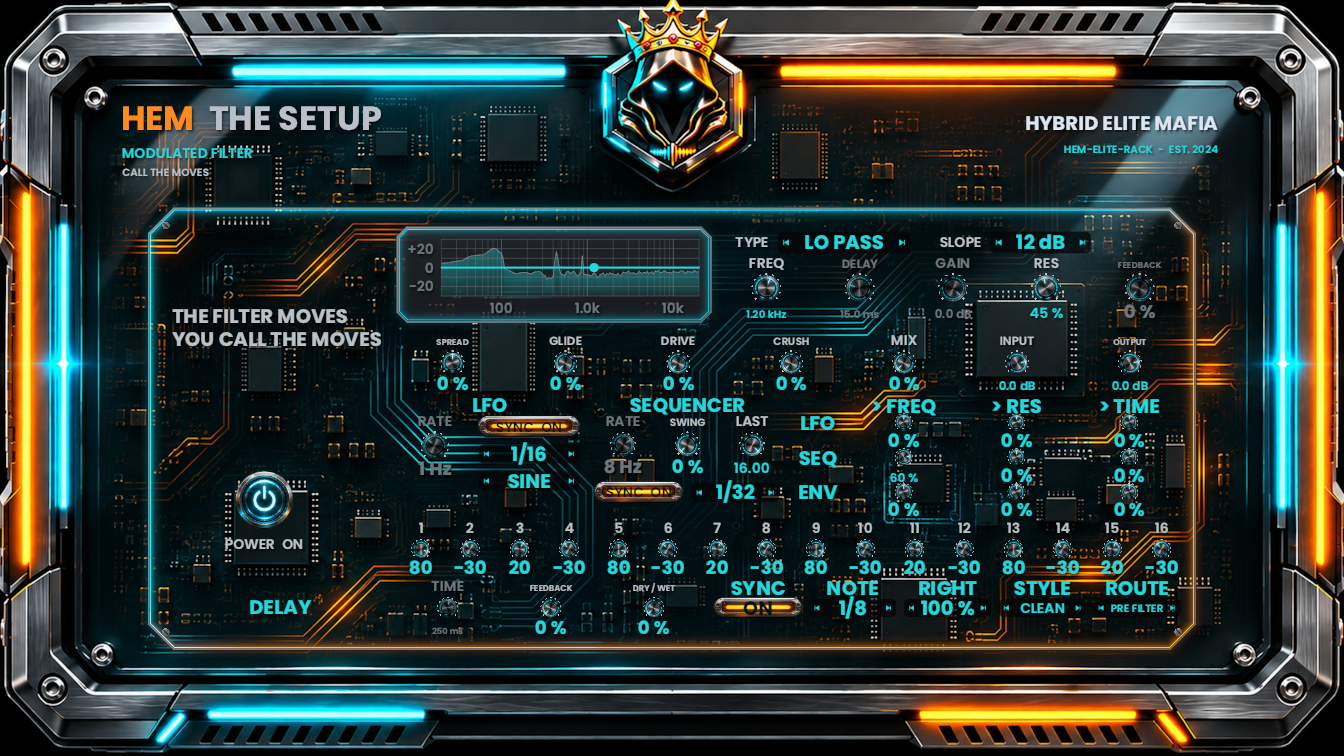 HEM THE SETUP
MODULATED FILTER
CALL THE MOVES
HYBRID ELITE MAFIA
HEM-ELITE-RACK - EST. 2024
THE FILTER MOVES
YOU CALL THE MOVES
+20
0
-20
100 1.0k 10k
TYPE LO PASS SLOPE 12 dB
FREQ DELAY GAIN RES FEEDBACK
1.20 kHz 15.0 ms 0.0 dB 45 % 0 %
SPREAD GLIDE DRIVE CRUSH MIX INPUT OUTPUT
0 % 0 % 0 % 0 % 0 % 0.0 dB 0.0 dB
LFO SEQUENCER > FREQ > RES > TIME
RATE SYNC ON RATE SWING LAST LFO
0 % 0 % 0 %
1 Hz 1/16 8 Hz 0 % 16.00 SEQ
60 % 0 % 0 %
SINE SYNC ON 1/32 ENV
0 % 0 % 0 %
POWER ON
1 2 3 4 5 6 7 8 9 10 11 12 13 14 15 16
80 -30 20 -30 80 -30 20 -30 80 -30 20 -30 80 -30 20 -30
DELAY
TIME FEEDBACK DRY / WET SYNC NOTE RIGHT STYLE ROUTE
250 ms 0 % 0 % ON 1/8 100 % CLEAN PRE FILTER